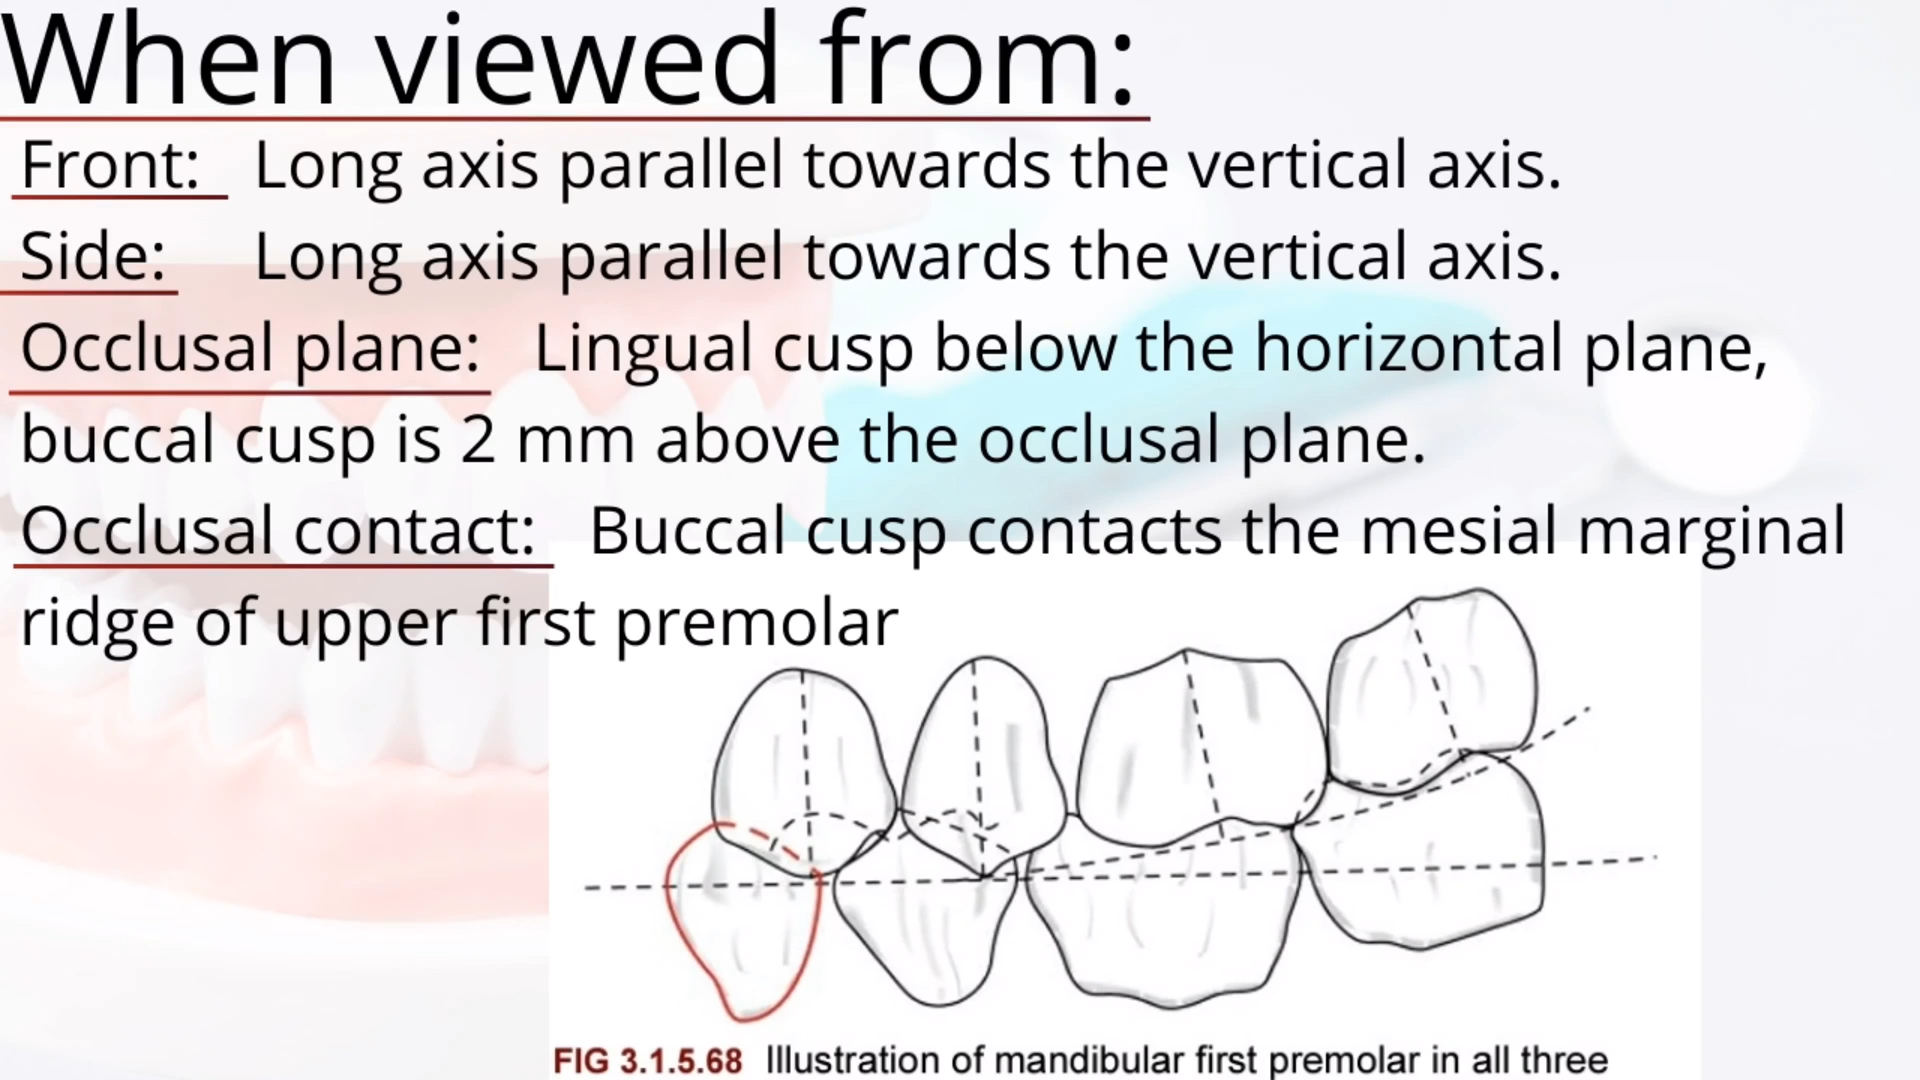 When viewed from:
Front: Long axis parallel towards the vertical axis.
Side: Long axis parallel towards the vertical axis.
Occlusal plane: Lingual cusp below the horizontal plane,
buccal cusp is 2 mm above the occlusal plane.
Occlusal contact: Buccal cusp contacts the mesial marginal
ridge of upper first premolar
FIG 3.1.5.68 Illustration of mandibular first premolar in all three